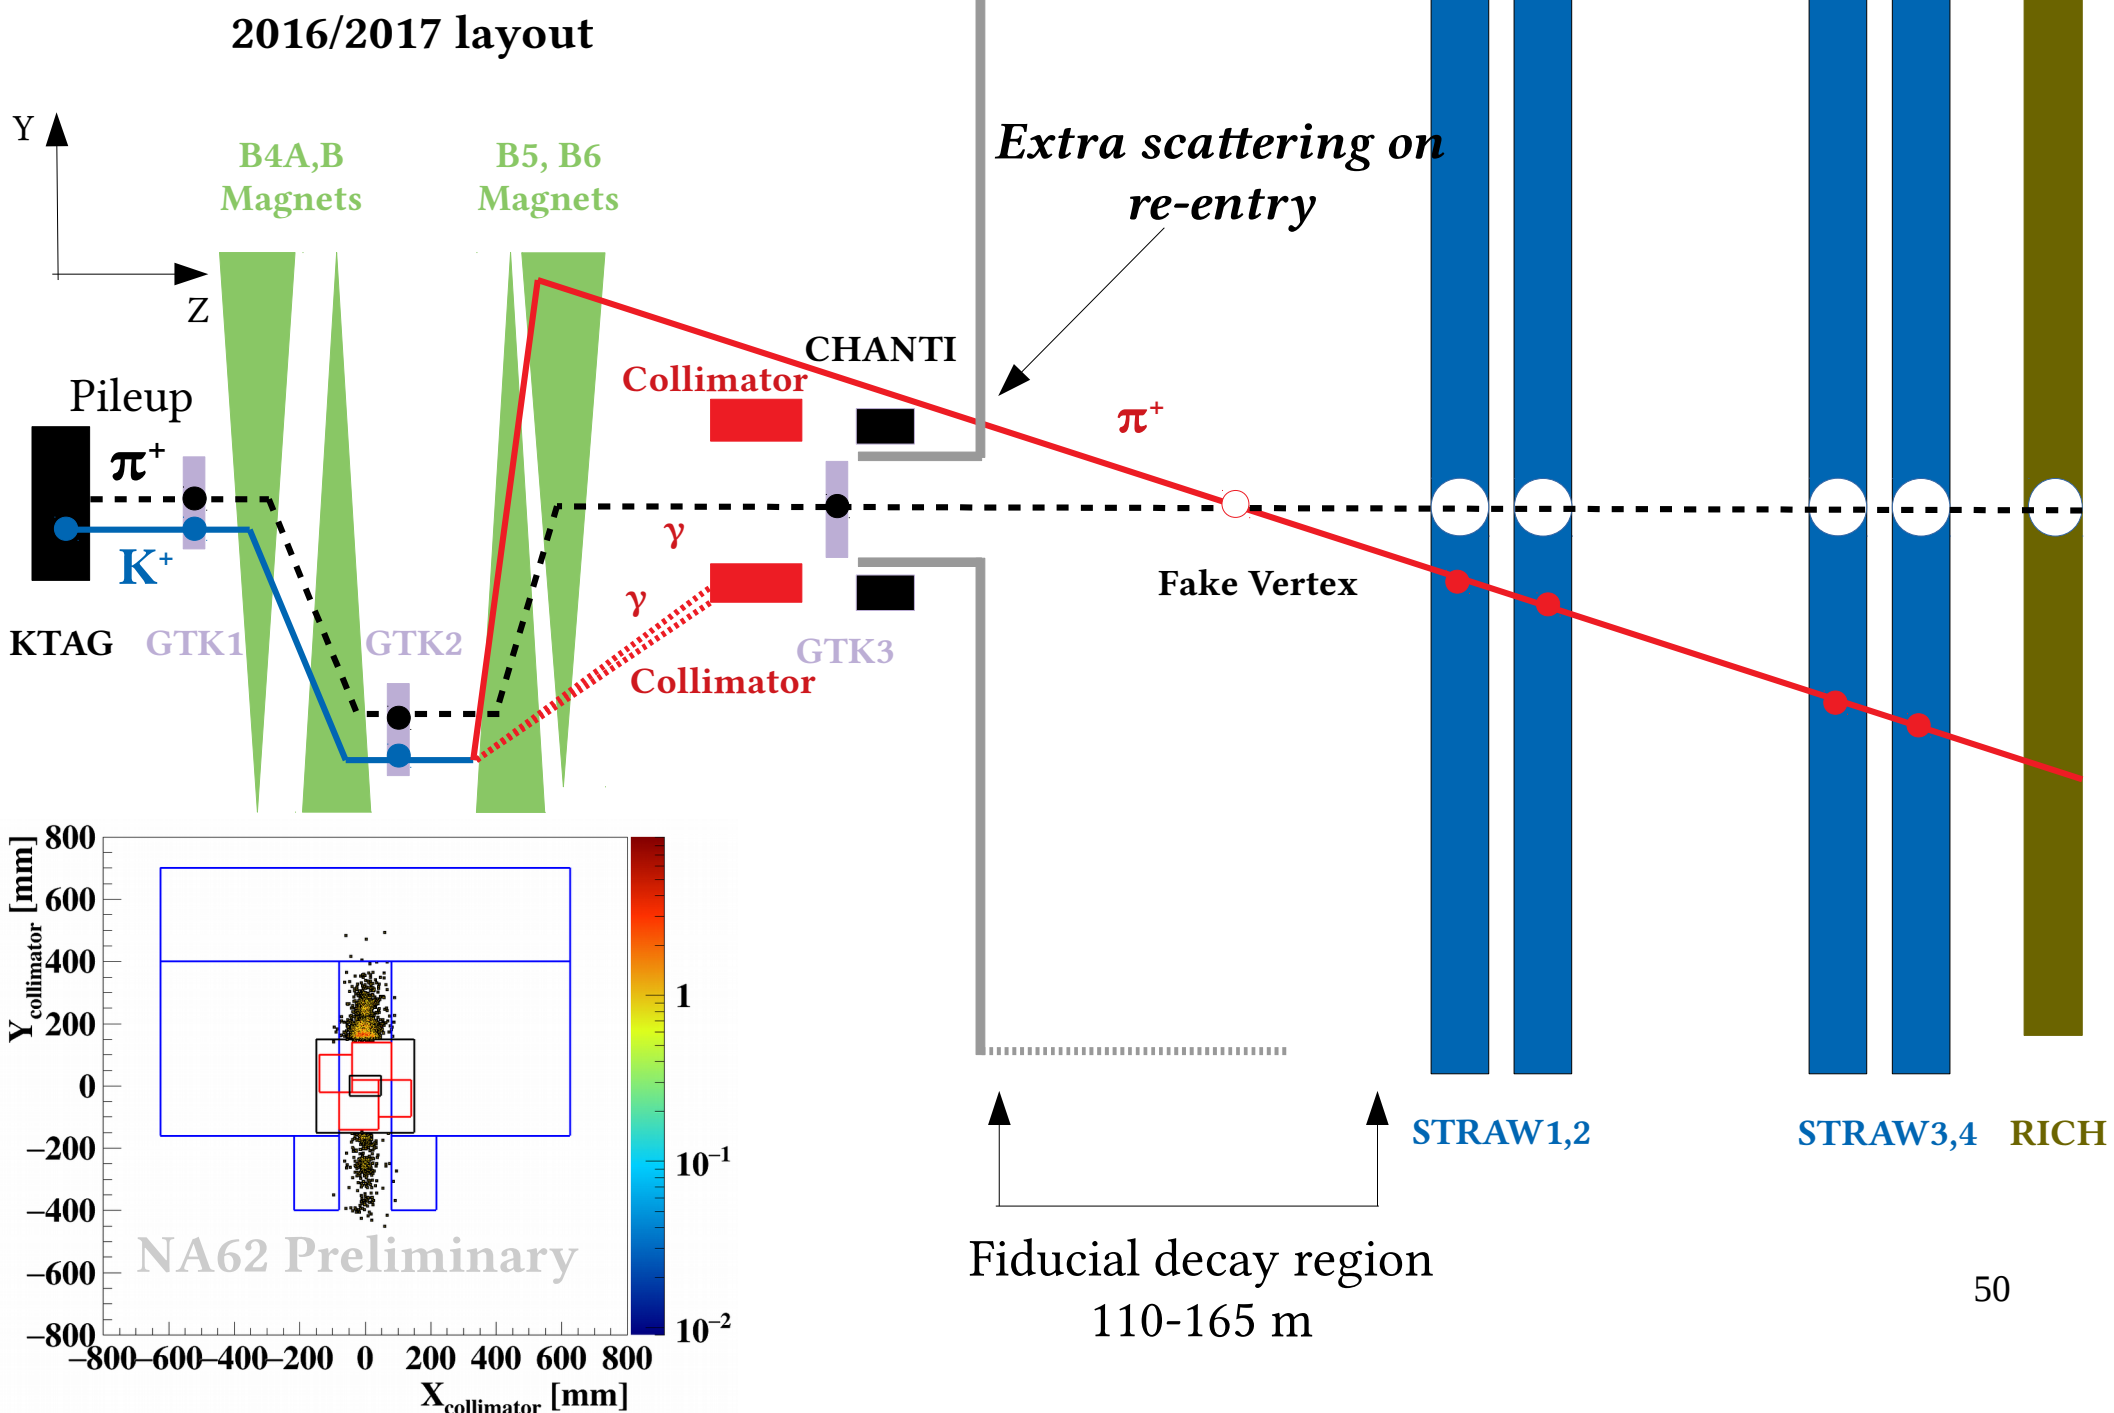 2016/2017 layout
Y
Z
B4A,B
Magnets
B5, B6
Magnets
Extra scattering on
re-entry
CHANTI
Collimator
Pileup
π+
K+
π+
γ
γ
Fake Vertex
KTAG
GTK1
GTK2
GTK3
Collimator
STRAW1,2
STRAW3,4
RICH
Fiducial decay region
110-165 m
50
Ycollimator [mm]
800
600
400
200
0
−200
−400
−600
−800
−800
−600
−400
−200
0
200
400
600
800
Xcollimator [mm]
1
10−1
10−2
NA62 Preliminary